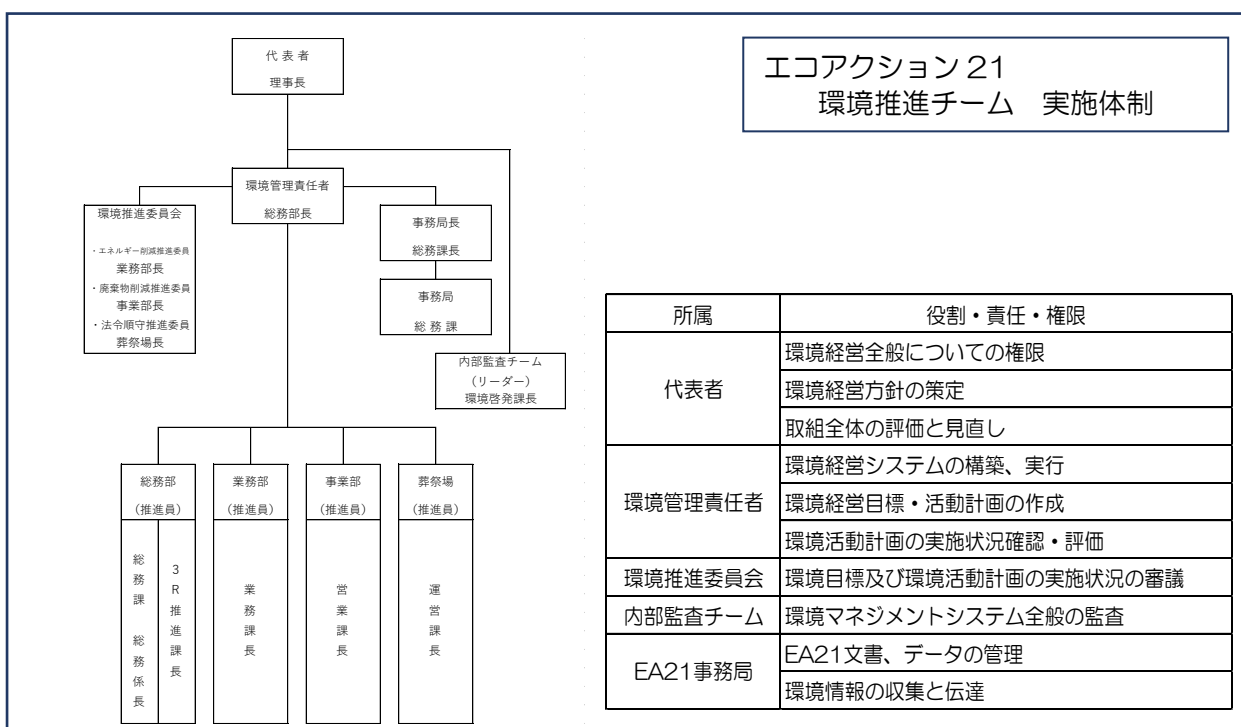 エコアクション 21
環境推進チーム　実施体制
代 表 者
理事長
環境管理責任者
総務部長
環境推進委員会
・エネルギー削減推進委員
業務部長
・廃棄物削減推進委員
事業部長
・法令順守推進委員
葬祭場長
事務局長
総務課長
事務局
総 務 課
内部監査チーム
（リーダー）
環境啓発課長
総務部
（推進員）
総務課　総務係長
3R推進課長
業務部
（推進員）
業務課長
事業部
（推進員）
営業課長
葬祭場
（推進員）
運営課長
所属　役割・責任・権限
代表者
環境経営全般についての権限
環境経営方針の策定
取組全体の評価と見直し
環境管理責任者
環境経営システムの構築、実行
環境経営目標・活動計画の作成
環境活動計画の実施状況確認・評価
環境推進委員会　環境目標及び環境活動計画の実施状況の審議
内部監査チーム　環境マネジメントシステム全般の監査
EA21事務局
EA21文書、データの管理
環境情報の収集と伝達